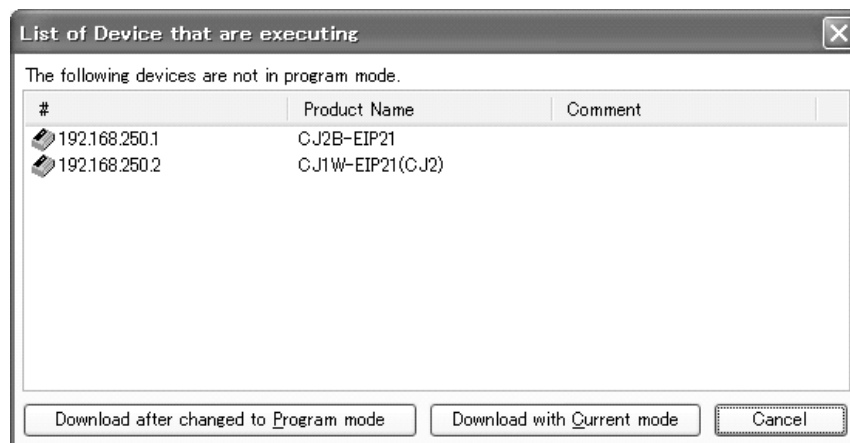 List of Device that are executing
The following devices are not in program mode.
# Product Name Comment
192.168.250.1 CJ2B-EIP21
192.168.250.2 CJ1W-EIP21(CJ2)
Download after changed to Program mode Download with Current mode Cancel